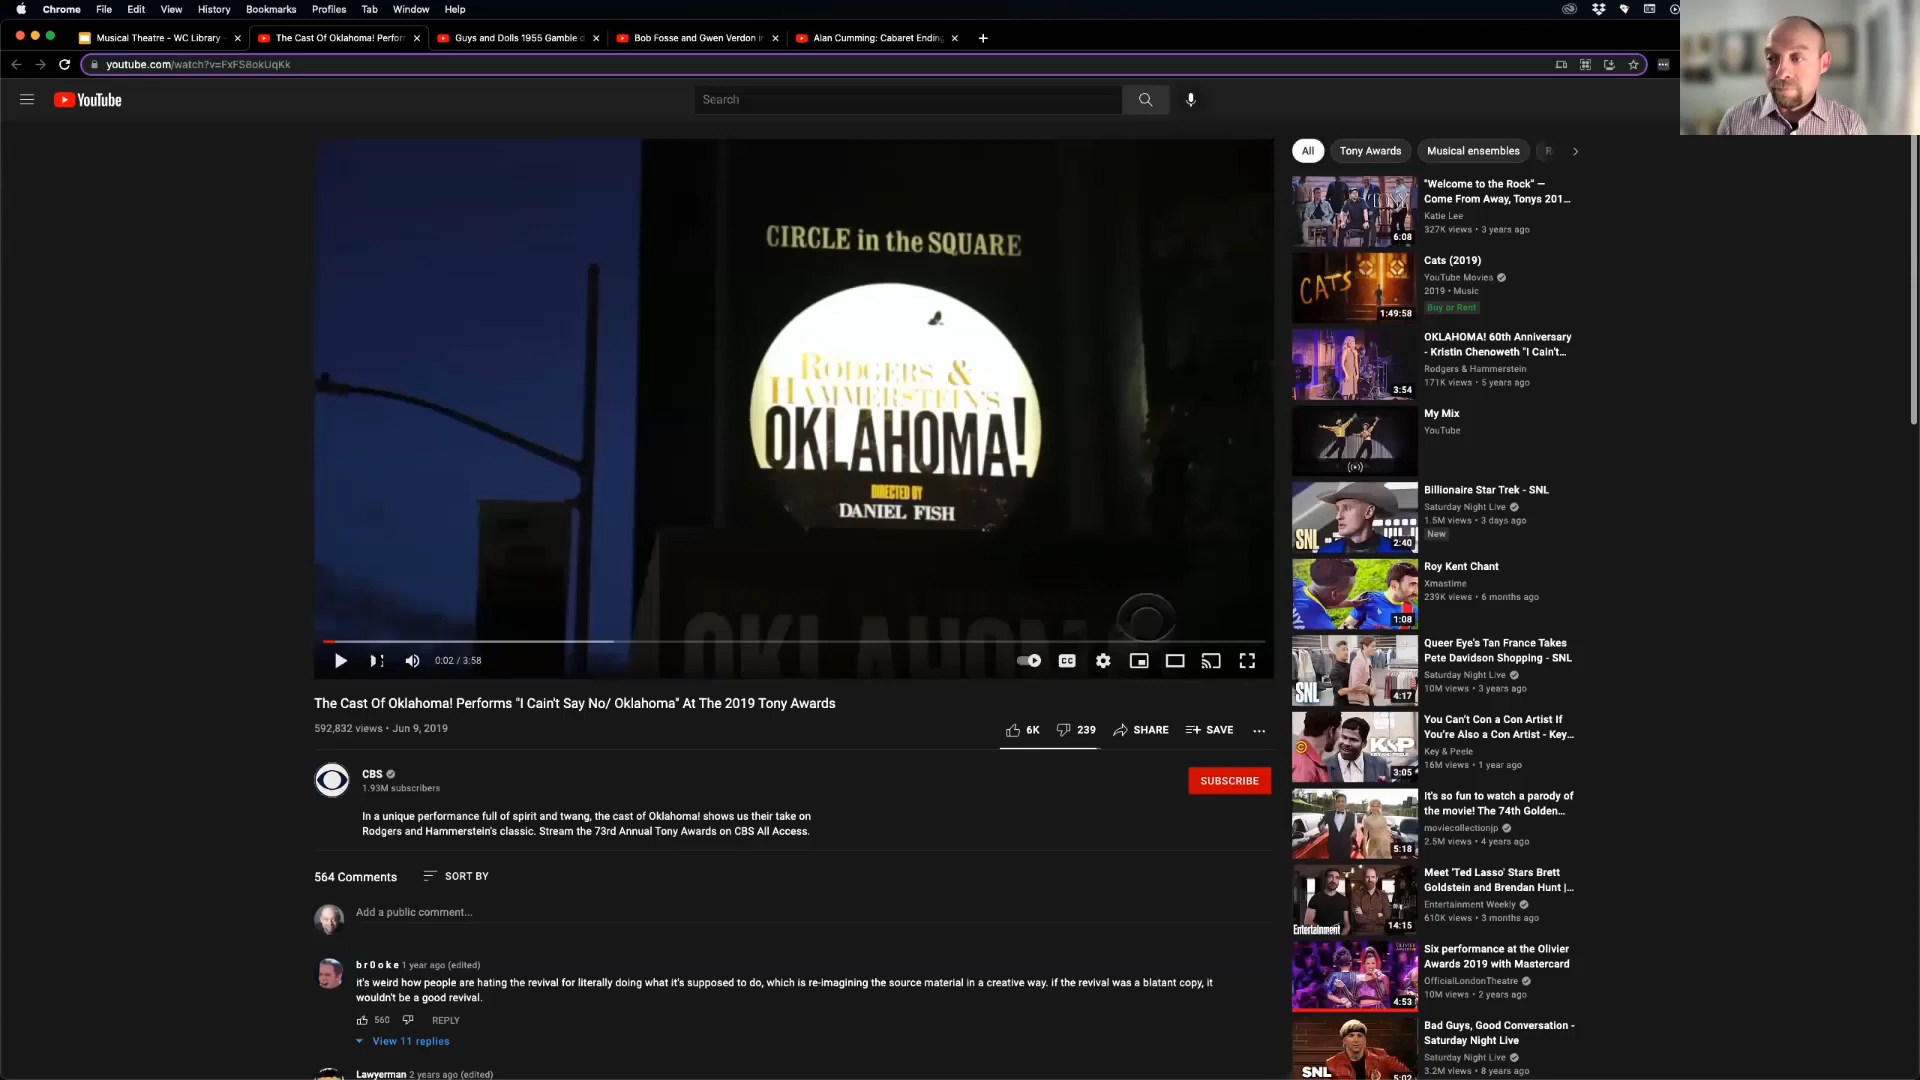 Chrome File Edit View History Bookmarks Profiles Tab Window Help
Musical Theatre - WC Library
The Cast Of Oklahoma! Perfor
Guys and Dolls 1955 Gamble
Bob Fosse and Gwen Verdon i
Alan Cumming: Cabaret Ending
youtube.com/watch?v=FxFS8okUqKk
YouTube
Search
CIRCLE in the SQUARE
RODGERS &
HAMMERSTEIN'S
OKLAHOMA!
DIRECTED BY
DANIEL FISH
OKLAHOMA
0:02 / 3:58
CC
The Cast Of Oklahoma! Performs "I Cain't Say No/ Oklahoma" At The 2019 Tony Awards
592,832 views • Jun 9, 2019
6K 239 SHARE SAVE
CBS
1.93M subscribers
SUBSCRIBE
In a unique performance full of spirit and twang, the cast of Oklahoma! shows us their take on
Rodgers and Hammerstein's classic. Stream the 73rd Annual Tony Awards on CBS All Access.
564 Comments SORT BY
Add a public comment...
br0oke 1 year ago (edited)
it's weird how people are hating the revival for literally doing what it's supposed to do, which is re-imagining the source material in a creative way. if the revival was a blatant copy, it
wouldn't be a good revival.
560 REPLY
View 11 replies
Lawyerman 2 years ago (edited)
All Tony Awards Musical ensembles R
"Welcome to the Rock" —
Come From Away, Tonys 201...
Katie Lee
327K views • 3 years ago
6:08
CATS
Cats (2019)
YouTube Movies
2019 • Music
Buy or Rent
1:49:58
OKLAHOMA! 60th Anniversary
- Kristin Chenoweth "I Cain't...
Rodgers & Hammerstein
171K views • 5 years ago
3:54
My Mix
YouTube
Billionaire Star Trek - SNL
Saturday Night Live
1.5M views • 3 days ago
New
SNL
2:40
Roy Kent Chant
Xmastime
239K views • 6 months ago
1:08
Queer Eye's Tan France Takes
Pete Davidson Shopping - SNL
Saturday Night Live
10M views • 3 years ago
SNL
4:17
You Can't Con a Con Artist If
You're Also a Con Artist - Key...
Key & Peele
16M views • 1 year ago
K&P
3:05
It's so fun to watch a parody of
the movie! The 74th Golden...
moviecollectionjp
2.5M views • 4 years ago
5:18
Meet 'Ted Lasso' Stars Brett
Goldstein and Brendan Hunt |...
Entertainment Weekly
610K views • 3 months ago
Entertainment
14:15
Six performance at the Olivier
Awards 2019 with Mastercard
OfficialLondonTheatre
10M views • 2 years ago
4:53
Bad Guys, Good Conversation -
Saturday Night Live
Saturday Night Live
3.2M views • 8 years ago
SNL
5:02